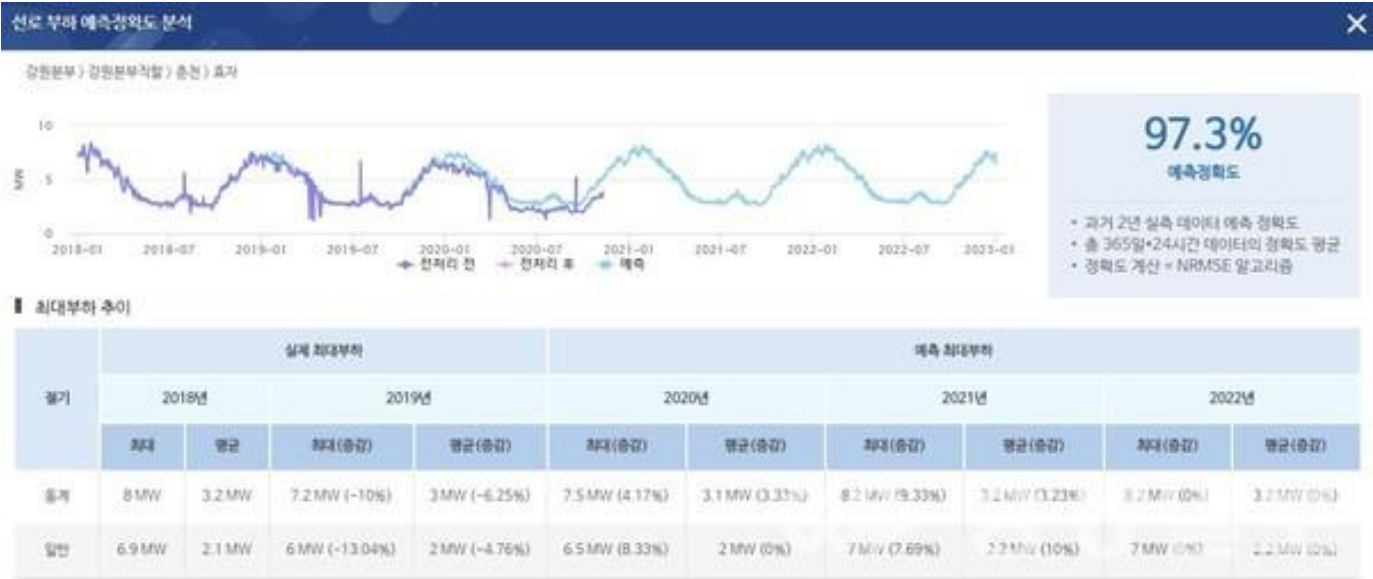 선로 부하 예측정확도 분석
강원본부 > 강원본부직할 > 춘천 > 효자
97.3%
예측정확도
• 과거 2년 실측 데이터 예측 정확도
• 총 365일*24시간 데이터의 정확도 평균
• 정확도 계산 = NRMSE 알고리즘
10
MW
5
0
2018-01 2018-07 2019-01 2019-07 2020-01 2020-07 2021-01 2021-07 2022-01 2022-07 2023-01
전처리 전 전처리 후 예측
최대부하 추이
절기 실제 최대부하 예측 최대부하
2018년 2019년 2020년 2021년 2022년
최대 평균 최대(증감) 평균(증감) 최대(증감) 평균(증감) 최대(증감) 평균(증감) 최대(증감) 평균(증감)
동계 8 MW 3.2 MW 7.2 MW (-10%) 3 MW (-6.25%) 7.5 MW (4.17%) 3.1 MW (3.33%) 8.2 MW (9.33%) 3.2 MW (3.23%) 8.2 MW (0%) 3.2 MW (0%)
일반 6.9 MW 2.1 MW 6 MW (-13.04%) 2 MW (-4.76%) 6.5 MW (8.33%) 2 MW (0%) 7 MW (7.69%) 2.2 MW (10%) 7 MW (0%) 2.2 MW (0%)